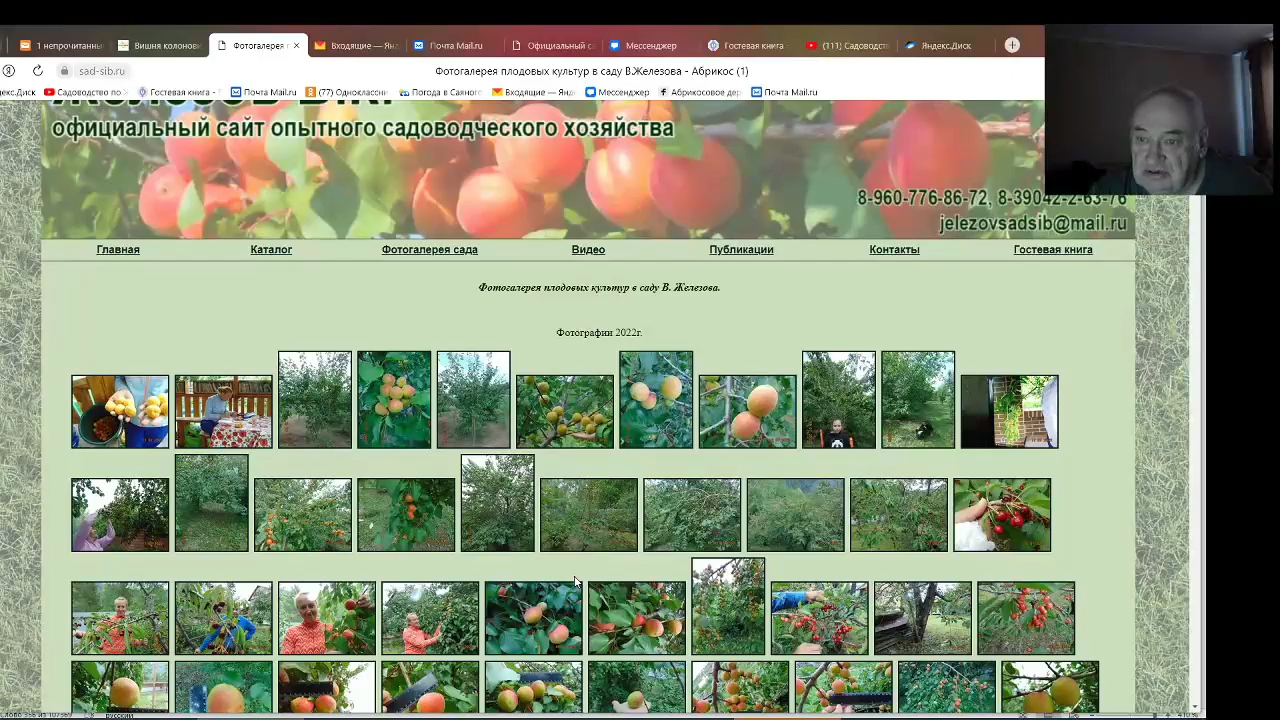 1 непрочитанны
Вишня колонов
Фотогалерея п
Входящие — Ян
Почта Mail.ru
Официальный са
Мессенджер
Гостевая книга
(111) Садоводст
Яндекс.Диск
sad-sib.ru
Фотогалерея плодовых культур в саду В.Железова - Абрикос (1)
екс.Диск
Садоводство по
Гостевая книга -
Почта Mail.ru
(77) Одноклассн
Погода в Саяног
Входящие — Янд
Мессенджер
Абрикосовое дер
Почта Mail.ru
официальный сайт опытного садоводческого хозяйства
8-960-776-86-72, 8-39042-2-63-76
jelezovsadsib@mail.ru
Главная
Каталог
Фотогалерея сада
Видео
Публикации
Контакты
Гостевая книга
Фотогалерея плодовых культур в саду В. Железова.
Фотографии 2022г.
русский